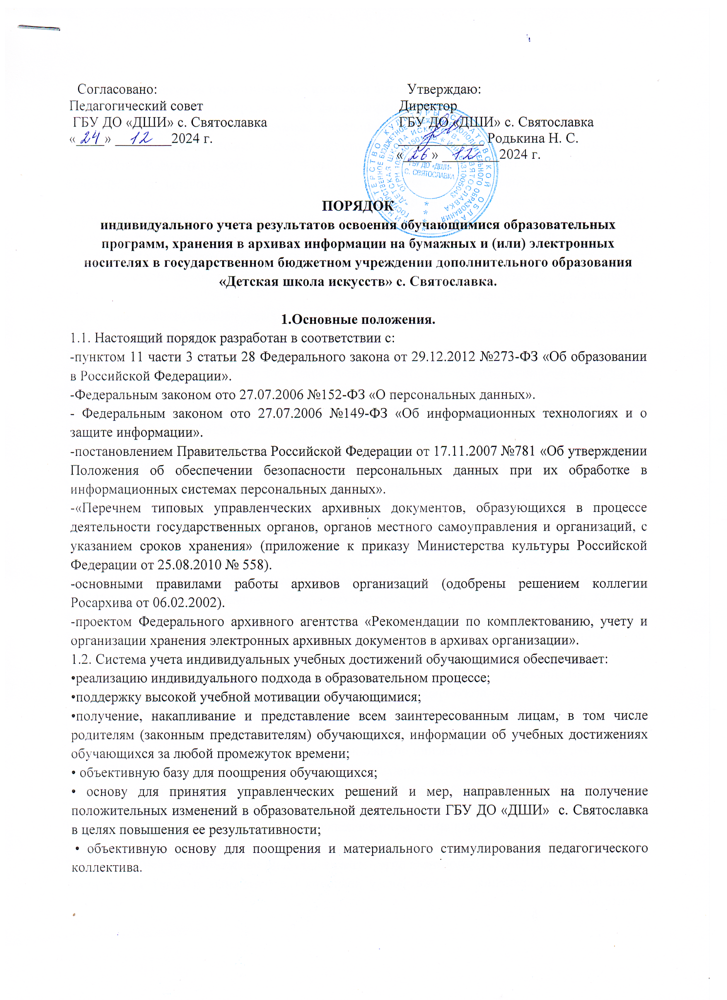 Согласовано:
Педагогический совет
ГБУ ДО «ДШИ» с. Святославка
«24» 12 2024 г.
Утверждаю:
Директор
ГБУ ДО «ДШИ» с. Святославка
____________ Родькина Н. С.
«26» 12 2024 г.
ГБУ ДО «ДШИ»
С. СВЯТОСЛАВКА
ПОРЯДОК
индивидуального учета результатов освоения обучающимися образовательных
программ, хранения в архивах информации на бумажных и (или) электронных
носителях в государственном бюджетном учреждении дополнительного образования
«Детская школа искусств» с. Святославка.
1.Основные положения.
1.1. Настоящий порядок разработан в соответствии с:
-пунктом 11 части 3 статьи 28 Федерального закона от 29.12.2012 №273-ФЗ «Об образовании
в Российской Федерации».
-Федеральным законом ото 27.07.2006 №152-ФЗ «О персональных данных».
- Федеральным законом ото 27.07.2006 №149-ФЗ «Об информационных технологиях и о
защите информации».
-постановлением Правительства Российской Федерации от 17.11.2007 №781 «Об утверждении
Положения об обеспечении безопасности персональных данных при их обработке в
информационных системах персональных данных».
-«Перечнем типовых управленческих архивных документов, образующихся в процессе
деятельности государственных органов, органов местного самоуправления и организаций, с
указанием сроков хранения» (приложение к приказу Министерства культуры Российской
Федерации от 25.08.2010 № 558).
-основными правилами работы архивов организаций (одобрены решением коллегии
Росархива от 06.02.2002).
-проектом Федерального архивного агентства «Рекомендации по комплектованию, учету и
организации хранения электронных архивных документов в архивах организации».
1.2. Система учета индивидуальных учебных достижений обучающимися обеспечивает:
•реализацию индивидуального подхода в образовательном процессе;
•поддержку высокой учебной мотивации обучающимися;
•получение, накапливание и представление всем заинтересованным лицам, в том числе
родителям (законным представителям) обучающихся, информации об учебных достижениях
обучающихся за любой промежуток времени;
• объективную базу для поощрения обучающихся;
• основу для принятия управленческих решений и мер, направленных на получение
положительных изменений в образовательной деятельности ГБУ ДО «ДШИ» с. Святославка
в целях повышения ее результативности;
• объективную основу для поощрения и материального стимулирования педагогического
коллектива.